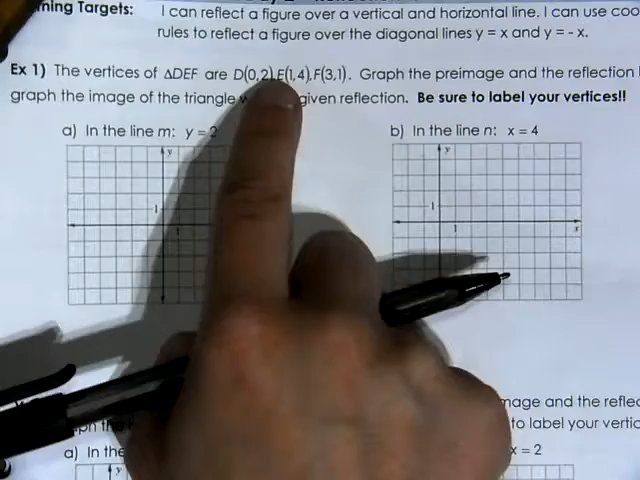 ning Targets: I can reflect a figure over a vertical and horizontal line. I can use coo
rules to reflect a figure over the diagonal lines y = x and y = - x.
Ex 1) The vertices of ΔDEF are D(0,2), E(1,4), F(3,1). Graph the preimage and the reflection
graph the image of the triangle given reflection. Be sure to label your vertices!!
a) In the line m: y = 2
b) In line n: x = 4
y
y
1
1
1
1
x
mage and the reflec
to label your vertic
a) In the
x = 2
y